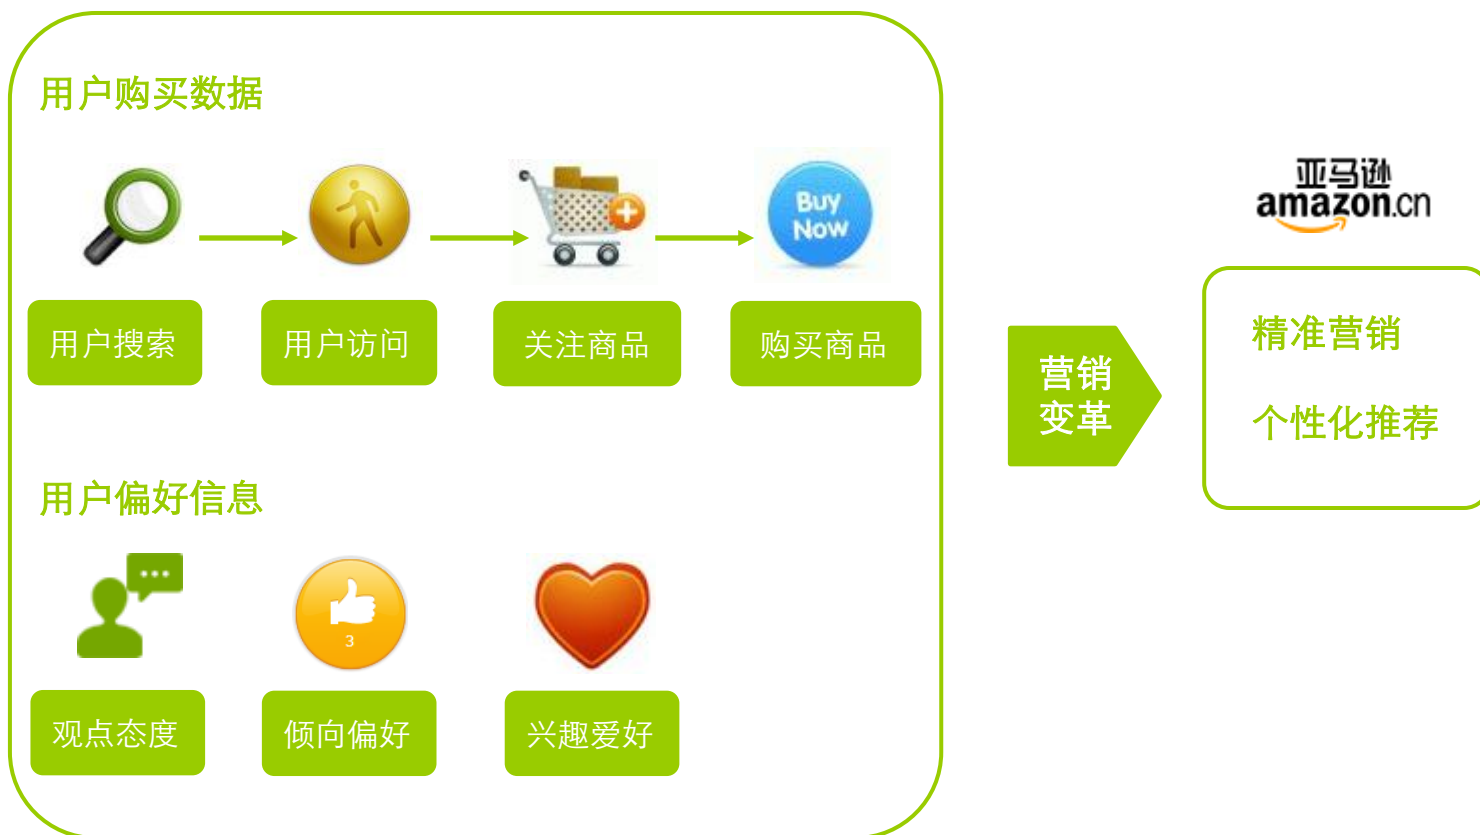 用户购买数据
Buy
Now
用户搜索
用户访问
关注商品
购买商品
用户偏好信息
3
观点态度
倾向偏好
兴趣爱好
营销
变革
亚马逊
amazon.cn
精准营销
个性化推荐